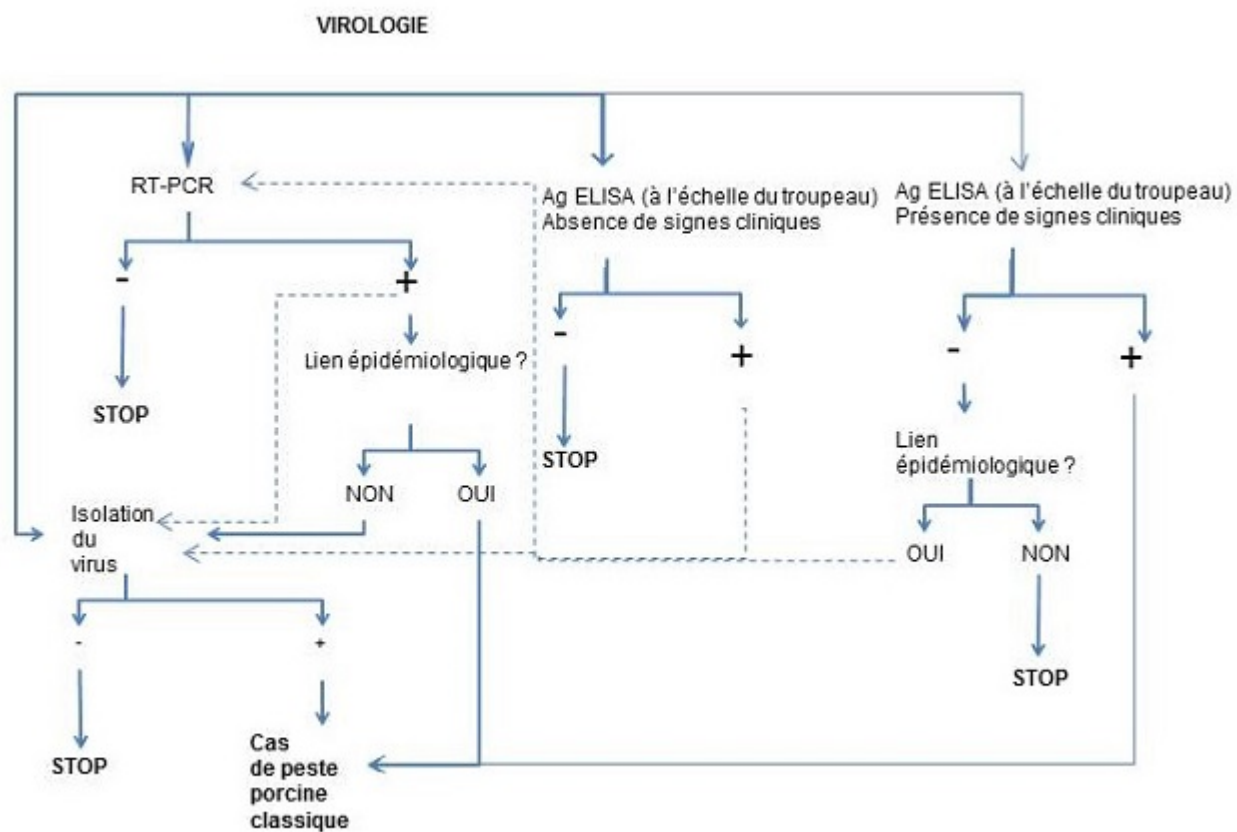 VIROLOGIE
RT-PCR
Ag ELISA (à l'échelle du troupeau)
Absence de signes cliniques
Ag ELISA (à l'échelle du troupeau)
Présence de signes cliniques
-
+
-
+
-
+
Lien épidémiologique ?
STOP
STOP
Lien
épidémiologique ?
NON
OUI
Isolation
du
virus
OUI
NON
-
+
STOP
STOP
Cas
de peste
porcine
classique